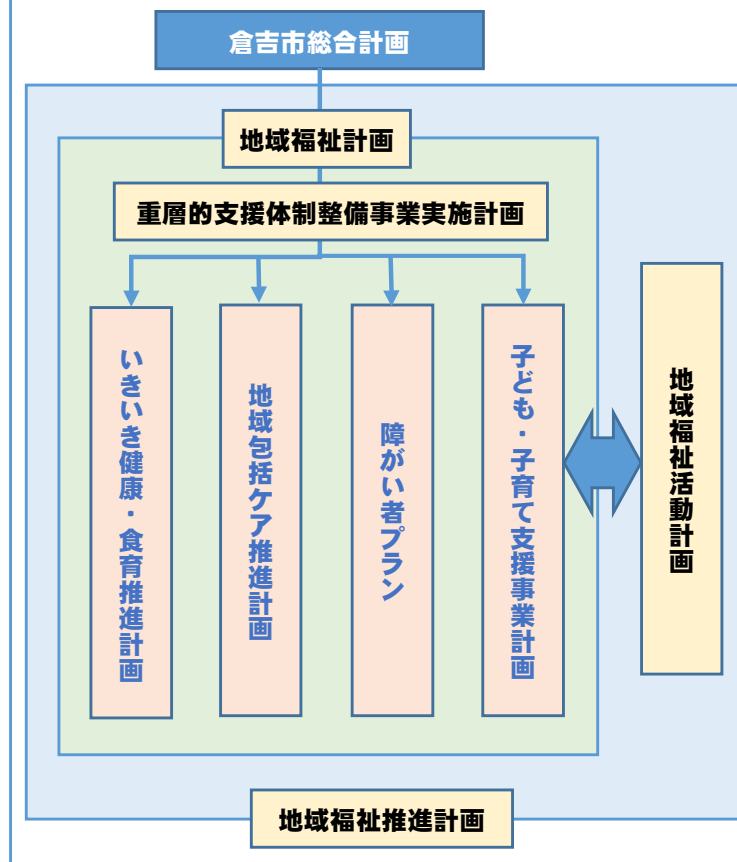 倉吉市総合計画
地域福祉計画
重層的支援体制整備事業実施計画
いきいき健康・食育推進計画
地域包括ケア推進計画
障がい者プラン
子ども・子育て支援事業計画
地域福祉活動計画
地域福祉推進計画